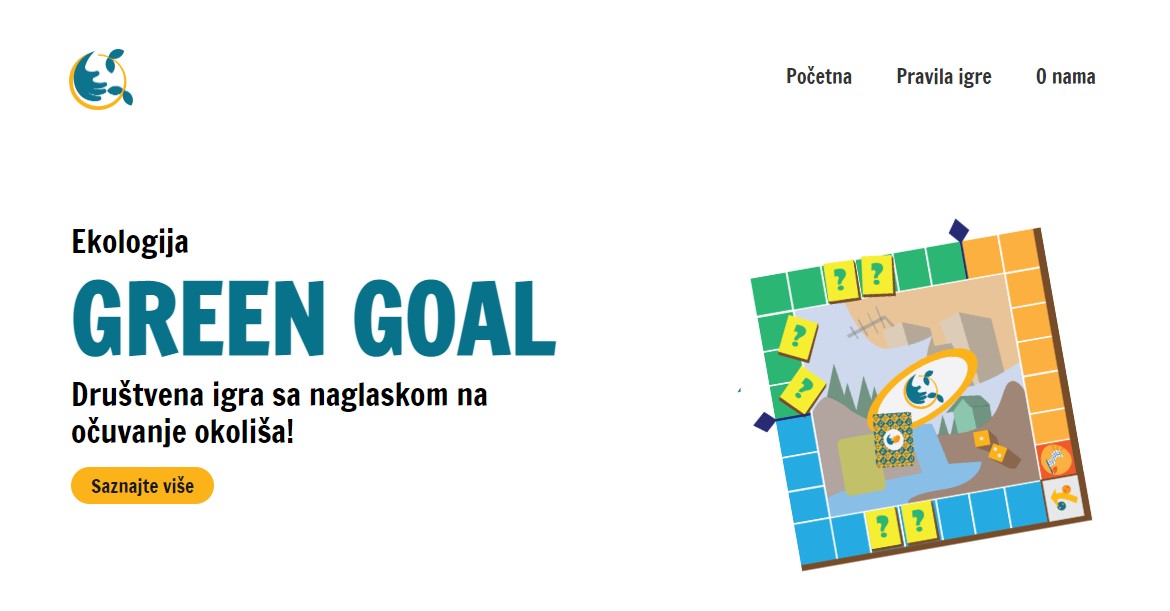 Početna Pravila igre O nama
Ekologija
GREEN GOAL
Društvena igra sa naglaskom na
očuvanje okoliša!
Saznajte više
? ?
?
?
? ?